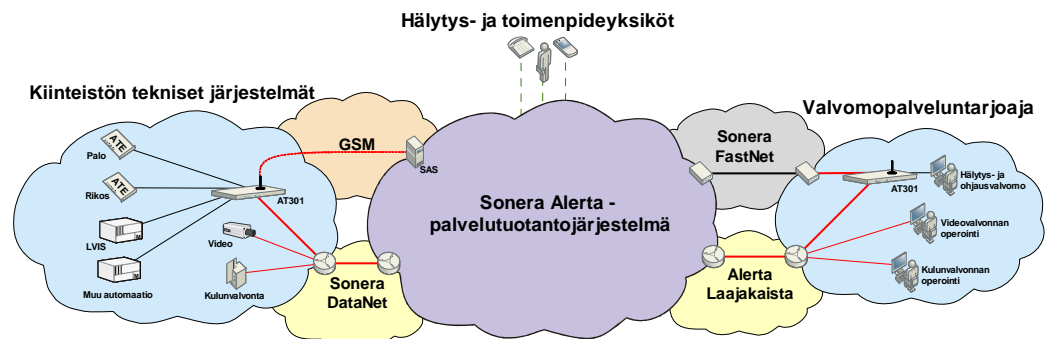 Hälytys- ja toimenpideyksiköt
Kiinteistön tekniset järjestelmät
Valvomopalveluntarjoaja
ATE
Palo
ATE
Rikos
LVIS
M
Muu automaatio
M
AT301
Video
Kulunvalvonta
GSM
SAS
Sonera
DataNet
Sonera Alerta -
palvelutuotantojärjestelmä
Sonera
FastNet
Alerta
Laajakaista
AT301
Hälytys- ja
ohjausvalvomo
Videovalvonnan
operointi
Kulunvalvonnan
operointi